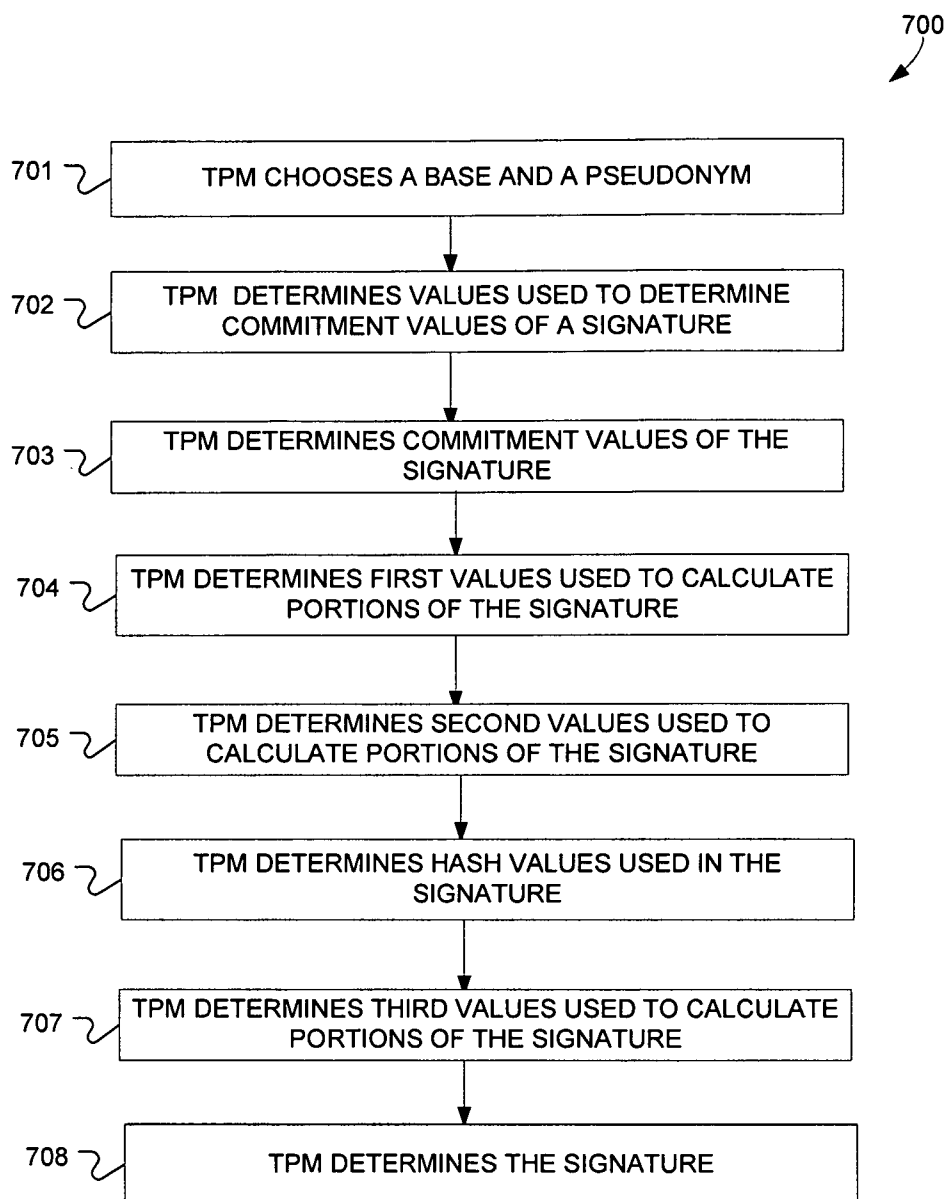 700
701
TPM CHOOSES A BASE AND A PSEUDONYM
702
TPM DETERMINES VALUES USED TO DETERMINE
COMMITMENT VALUES OF A SIGNATURE
703
TPM DETERMINES COMMITMENT VALUES OF THE
SIGNATURE
704
TPM DETERMINES FIRST VALUES USED TO CALCULATE
PORTIONS OF THE SIGNATURE
705
TPM DETERMINES SECOND VALUES USED TO
CALCULATE PORTIONS OF THE SIGNATURE
706
TPM DETERMINES HASH VALUES USED IN THE
SIGNATURE
707
TPM DETERMINES THIRD VALUES USED TO CALCULATE
PORTIONS OF THE SIGNATURE
708
TPM DETERMINES THE SIGNATURE